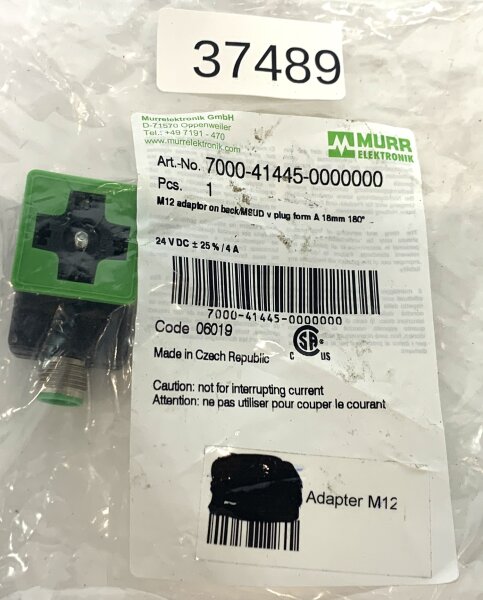 37489
Murrelektronik GmbH
D-71570 Oppenweiler
Tel.: +49 7191 - 470
www.murrelektronik.com
MURR
ELEKTRONIK
Art.-No. 7000-41445-0000000
Pcs. 1
M12 adaptor on back/MSUD v plug form A 18mm 180°
24 V DC ± 25 % / 4 A
7000-41445-0000000
Code 06019
SA
C US
Made in Czech Republic
Caution: not for interrupting current
Attention: ne pas utiliser pour couper le courant
Adapter M12